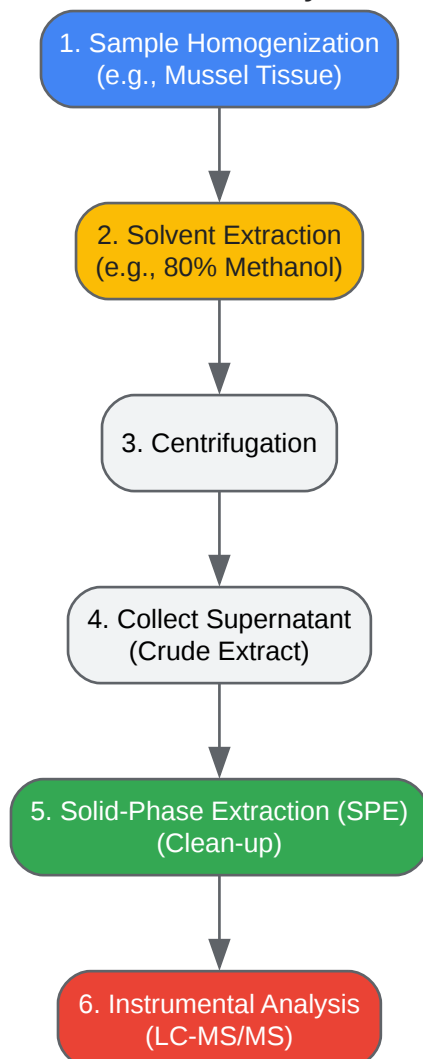 1. Sample Homogenization
(e.g., Mussel Tissue)
2. Solvent Extraction
(e.g., 80% Methanol)
3. Centrifugation
4. Collect Supernatant
(Crude Extract)
5. Solid-Phase Extraction (SPE)
(Clean-up)
6. Instrumental Analysis
(LC-MS/MS)